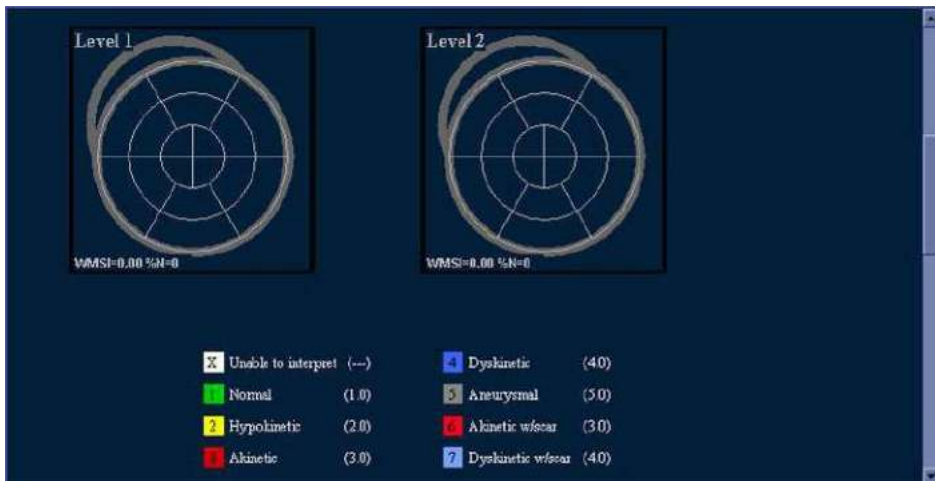 Level 1
Level 2
WMSI=0.00 %N=0
WMSI=0.00 %N=0
X Unable to interpret (---)
4 Dyskinetic (4.0)
1 Normal (1.0)
5 Aneurysmal (5.0)
2 Hypokinetic (2.0)
6 Akinetic w/scar (3.0)
Akinetic (3.0)
7 Dyskinetic w/scar (4.0)